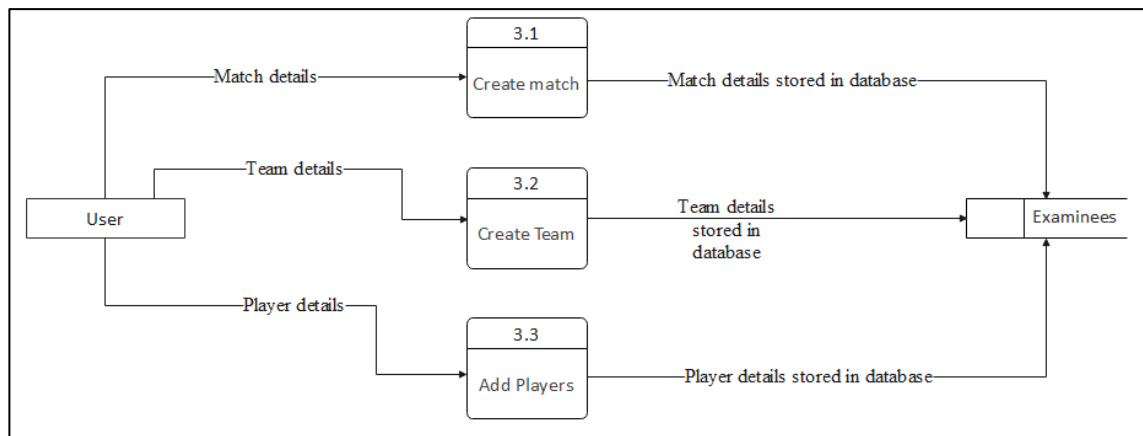 3.1
Match details
Create match
Match details stored in database
Team details
3.2
User
Create Team
Team details
stored in
database
Examinees
Player details
3.3
Add Players
Player details stored in database